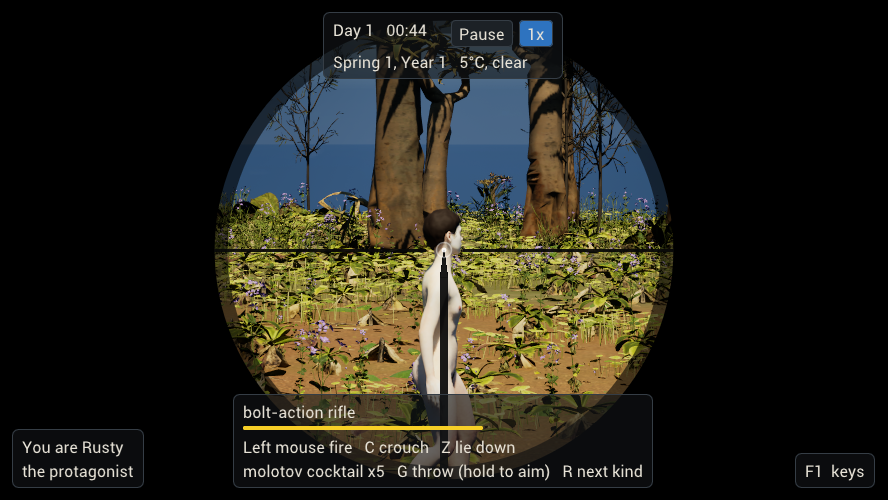 Day 1 00:44 Pause 1x
Spring 1, Year 1 5°C, clear
bolt-action rifle
Left mouse fire C crouch Z lie down
molotov cocktail x5 G throw (hold to aim) R next kind
You are Rusty
the protagonist
F1 keys